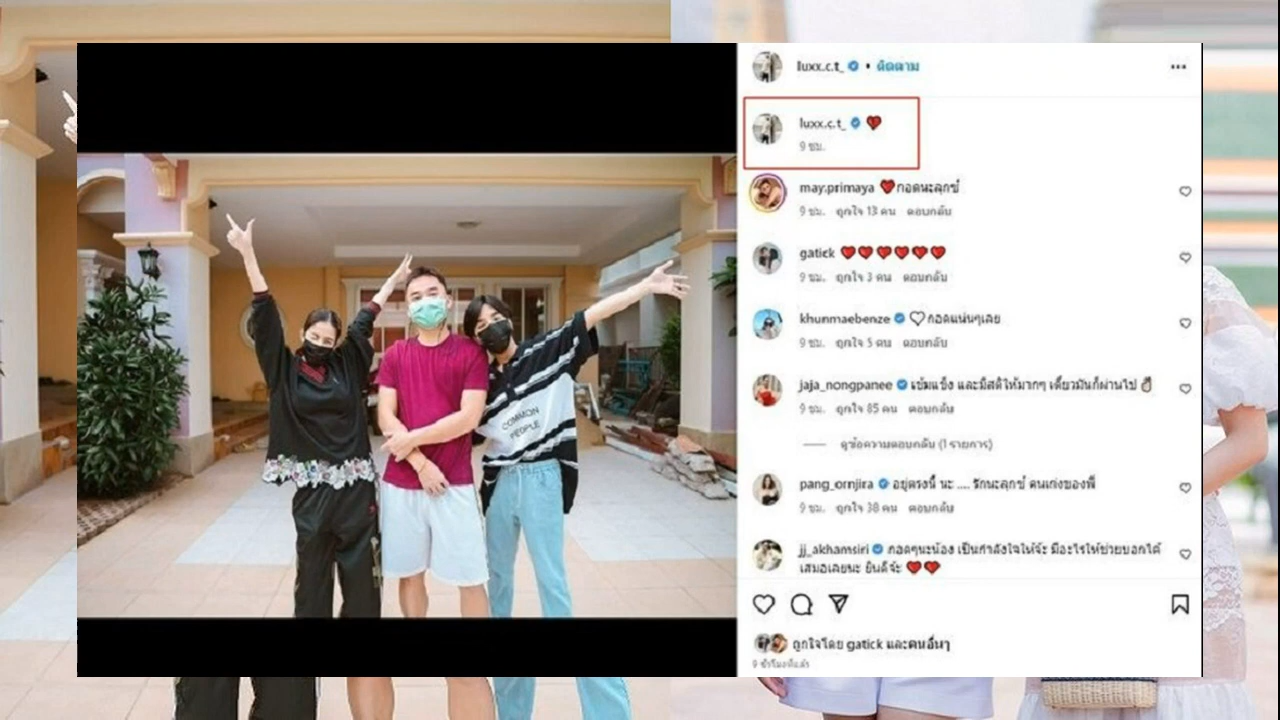 luxx.c.t_ • ติดตาม
luxx.c.t_ ❤
9 ชม.
may.primaya ❤กอดนะลุกซ์
9 ชม. ถูกใจ 13 คน ตอบกลับ
gatick ❤❤❤❤❤❤
9 ชม. ถูกใจ 3 คน ตอบกลับ
khunmaebenze 🤍กอดแน่นๆเลย
9 ชม. ถูกใจ 5 คน ตอบกลับ
jaja_nongpanee เข้มแข็ง และมีสติให้มากๆ เดี๋ยวมันก็ผ่านไป
9 ชม. ถูกใจ 85 คน ตอบกลับ
ดูข้อความตอบกลับ (1 รายการ)
pang_ornjira อยู่ตรงนี้ นะ .... รักนะลุกซ์ คนเก่งของพี่
9 ชม. ถูกใจ 38 คน ตอบกลับ
jj_akhamsiri กอดๆนะน้อง เป็นกำลังใจให้จ้ะ มีอะไรให้ช่วยบอกได้
เสมอเลยนะ ยินดีจ้ะ ❤❤
ถูกใจโดย gatick และคนอื่นๆ
9 ชั่วโมงที่แล้ว
COMMON
PEOPLE